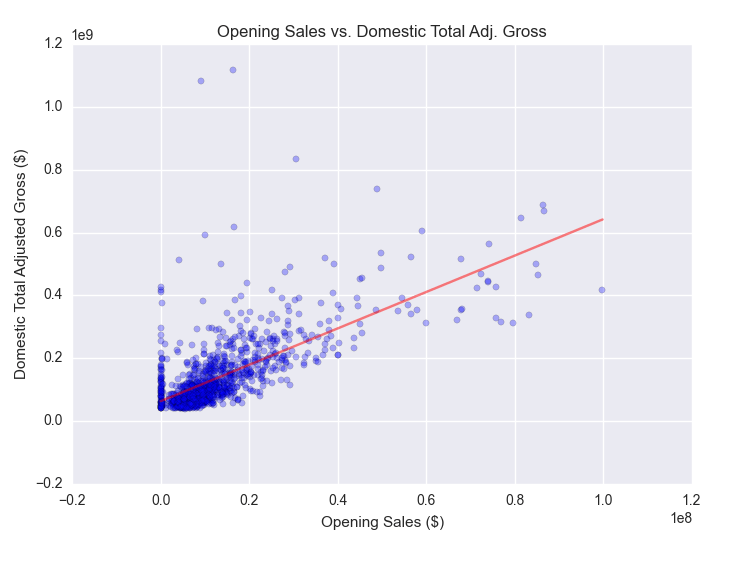 Opening Sales vs. Domestic Total Adj. Gross
1e9
1.2
1.0
0.8
0.6
0.4
0.2
0.0
−0.2
Domestic Total Adjusted Gross ($)
−0.2 0.0 0.2 0.4 0.6 0.8 1.0 1.2
Opening Sales ($)
1e8